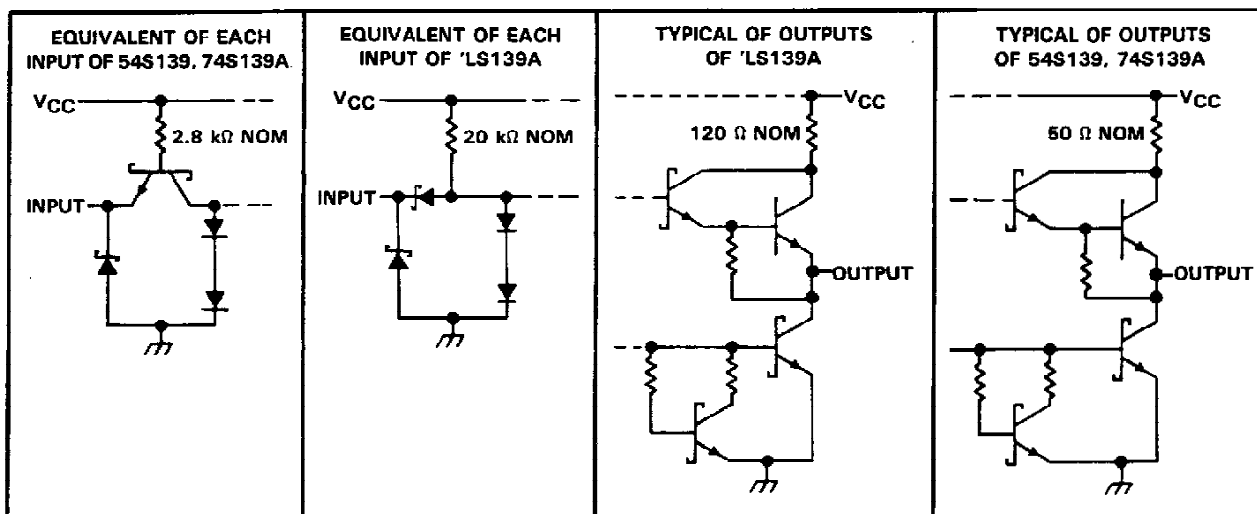 EQUIVALENT OF EACH
INPUT OF 54S139, 74S139A
VCC
2.8 kΩ NOM
INPUT
EQUIVALENT OF EACH
INPUT OF 'LS139A
VCC
20 kΩ NOM
INPUT
TYPICAL OF OUTPUTS
OF 'LS139A
VCC
120 Ω NOM
OUTPUT
TYPICAL OF OUTPUTS
OF 54S139, 74S139A
VCC
50 Ω NOM
OUTPUT